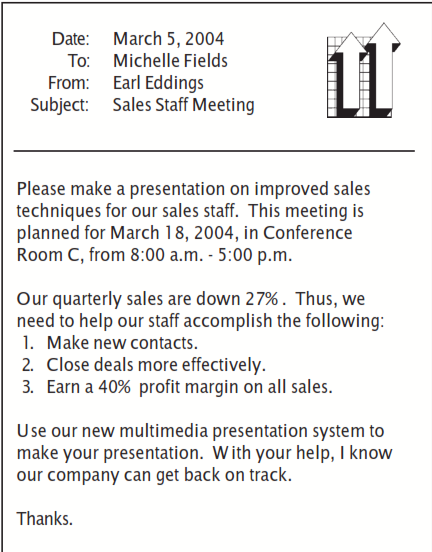 Date: March 5, 2004
To: Michelle Fields
From: Earl Eddings
Subject: Sales Staff Meeting
Please make a presentation on improved sales
techniques for our sales staff. This meeting is
planned for March 18, 2004, in Conference
Room C, from 8:00 a.m. - 5:00 p.m.
Our quarterly sales are down 27%. Thus, we
need to help our staff accomplish the following:
1. Make new contacts.
2. Close deals more effectively.
3. Earn a 40% profit margin on all sales.
Use our new multimedia presentation system to
make your presentation. With your help, I know
our company can get back on track.
Thanks.